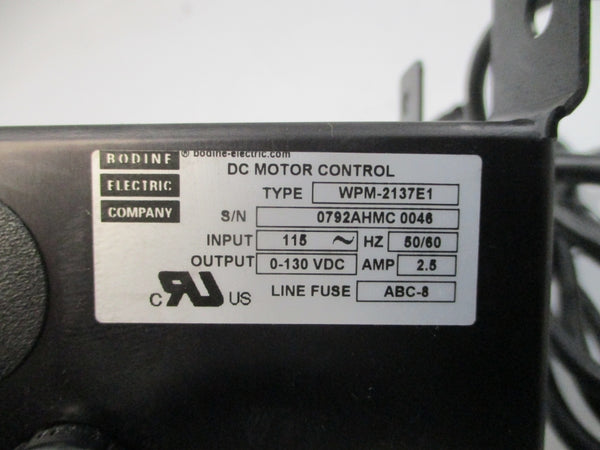 BODINE
ELECTRIC
COMPANY
® bodine-electric.com
DC MOTOR CONTROL
TYPE WPM-2137E1
S/N 0792AHMC 0046
INPUT 115 ~ HZ 50/60
OUTPUT 0-130 VDC AMP 2.5
LINE FUSE ABC-8
C RU US